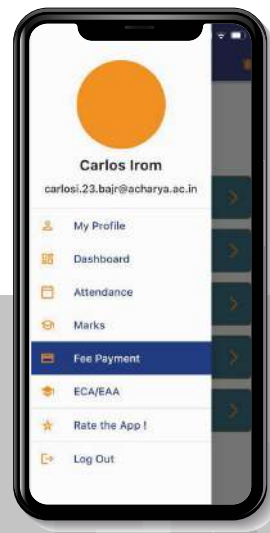 Carlos Irom
carlosi.23.bajr@acharya.ac.in
My Profile
Dashboard
Attendance
Marks
Fee Payment
ECA/EAA
Rate the App !
Log Out